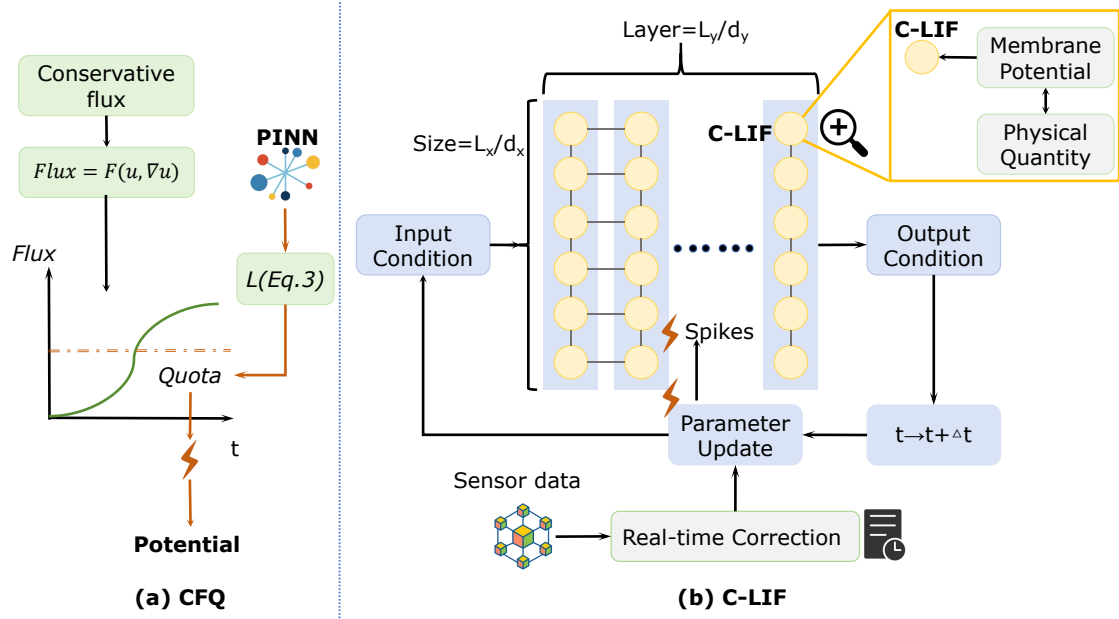 Conservative
flux
Flux = F(u, ∇u)
PINN
L(Eq.3)
Flux
Quota
t
Potential
(a) CFQ
Layer=Ly/dy
Size=Lx/dx
C-LIF
C-LIF
Membrane
Potential
Physical
Quantity
Input
Condition
Output
Condition
Spikes
Parameter
Update
t→t+△t
Sensor data
Real-time Correction
(b) C-LIF